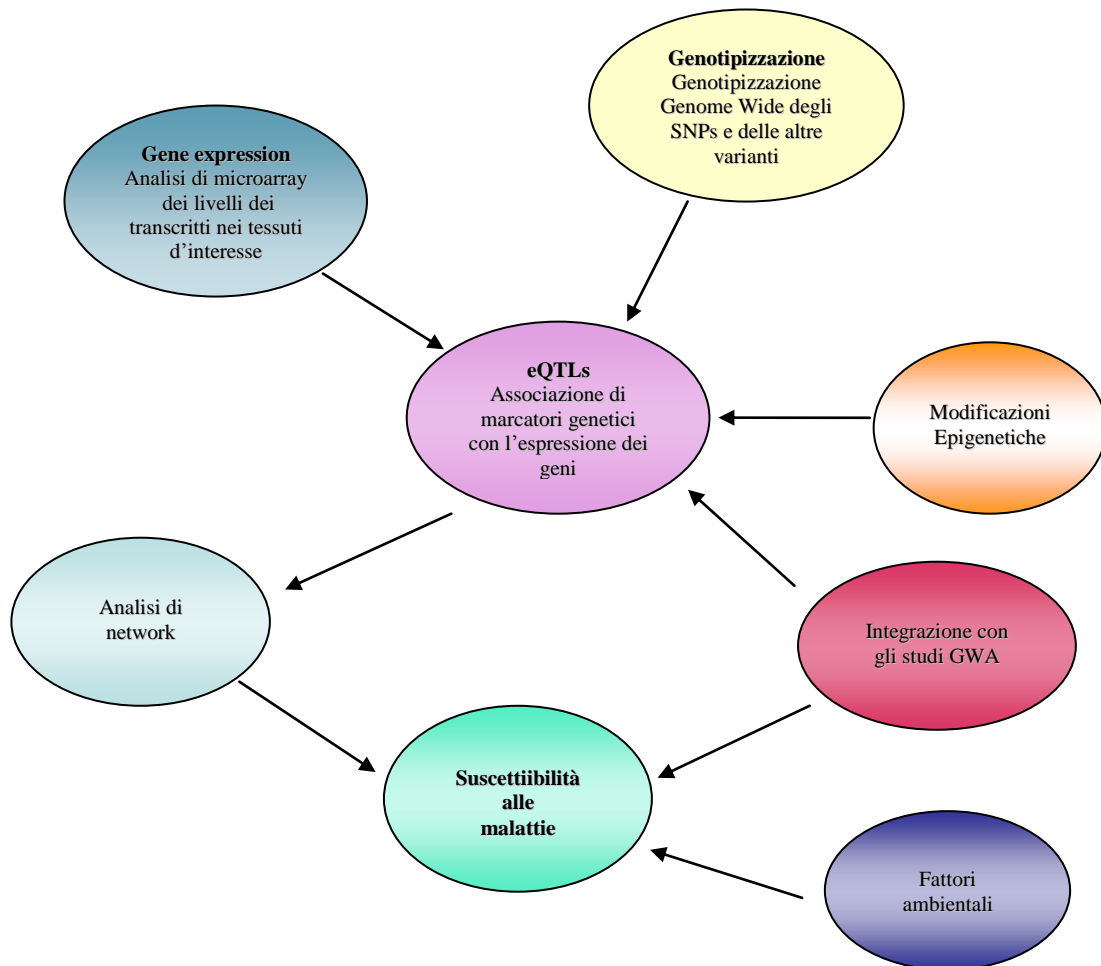 Genotipizzazione
Genotipizzazione
Genome Wide degli
SNPs e delle altre
varianti
Gene expression
Analisi di microarray
dei livelli dei
transcritti nei tessuti
d’interesse
eQTLs
Associazione di
marcatori genetici
con l’espressione dei
geni
Modificazioni
Epigenetiche
Analisi di
network
Integrazione con
gli studi GWA
Suscettiibilità
alle
malattie
Fattori
ambientali